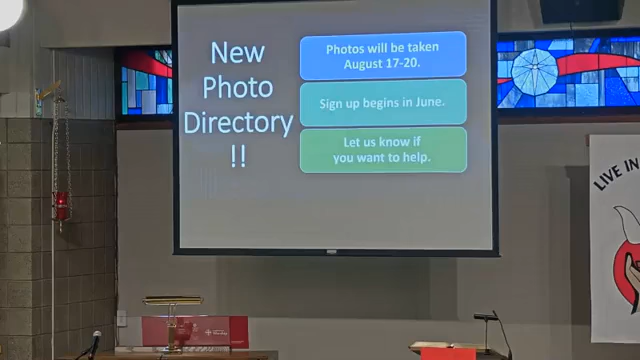 New
Photo
Directory
!!
Photos will be taken
August 17-20.
Sign up begins in June.
Let us know if
you want to help.
LIVE IN